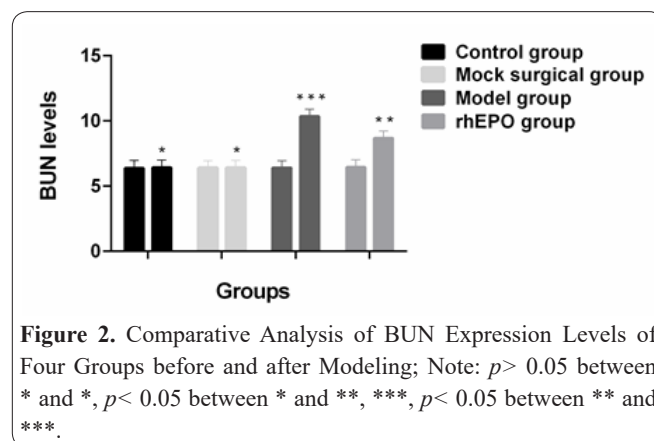 15
10
5
0
BUN levels
*
*
***
**
Groups
Control group
Mock surgical group
Model group
rhEPO group
Figure 2. Comparative Analysis of BUN Expression Levels of
Four Groups before and after Modeling; Note: p> 0.05 between
* and *, p< 0.05 between * and **, ***, p< 0.05 between ** and
***.